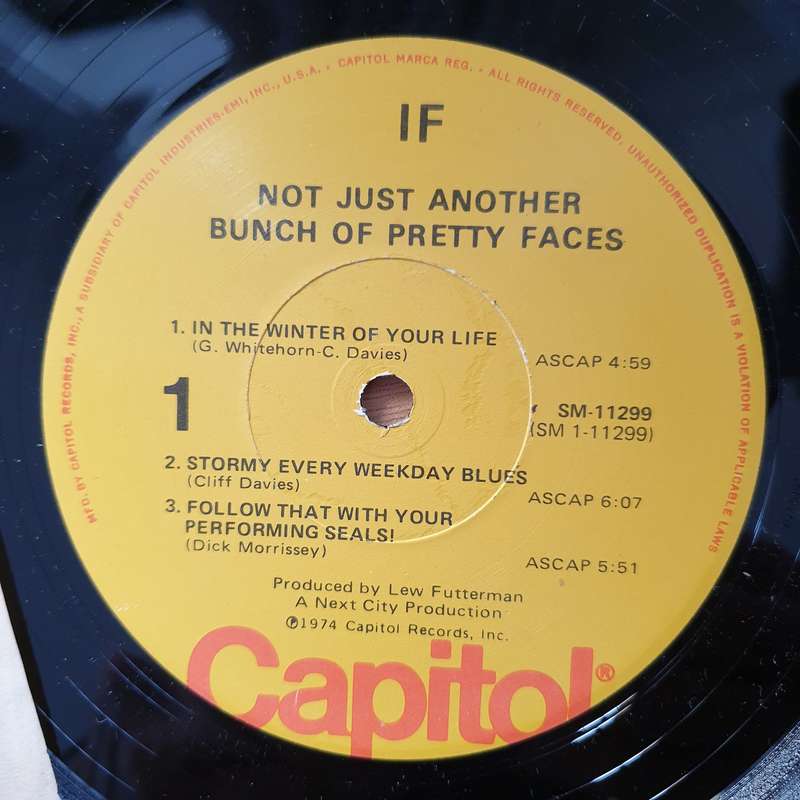 MFD. BY CAPITOL RECORDS, INC., A SUBSIDIARY OF CAPITOL INDUSTRIES-EMI, INC., U.S.A. . CAPITOL MARCA REG. . ALL RIGHTS RESERVED. UNAUTHORIZED DUPLICATION IS A VIOLATION OF APPLICABLE LAWS
IF
NOT JUST ANOTHER
BUNCH OF PRETTY FACES
1. IN THE WINTER OF YOUR LIFE
(G. Whitehorn-C. Davies)
ASCAP 4:59
1
SM-11299
(SM 1-11299)
2. STORMY EVERY WEEKDAY BLUES
(Cliff Davies)
ASCAP 6:07
3. FOLLOW THAT WITH YOUR
PERFORMING SEALS!
(Dick Morrissey)
ASCAP 5:51
Produced by Lew Futterman
A Next City Production
℗1974 Capitol Records, Inc.
Capitol®